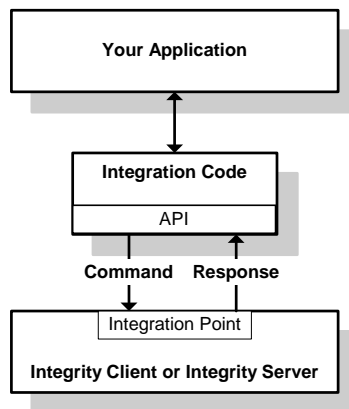 Your Application
Integration Code
API
Command Response
Integration Point
Integrity Client or Integrity Server